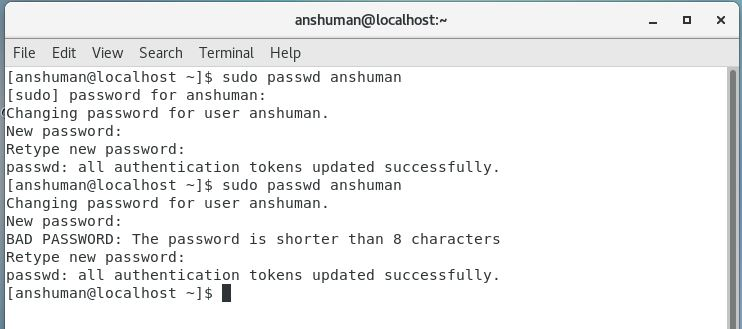 anshuman@localhost:~
File Edit View Search Terminal Help
[anshuman@localhost ~]$ sudo passwd anshuman
[sudo] password for anshuman:
Changing password for user anshuman.
New password:
Retype new password:
passwd: all authentication tokens updated successfully.
[anshuman@localhost ~]$ sudo passwd anshuman
Changing password for user anshuman.
New password:
BAD PASSWORD: The password is shorter than 8 characters
Retype new password:
passwd: all authentication tokens updated successfully.
[anshuman@localhost ~]$